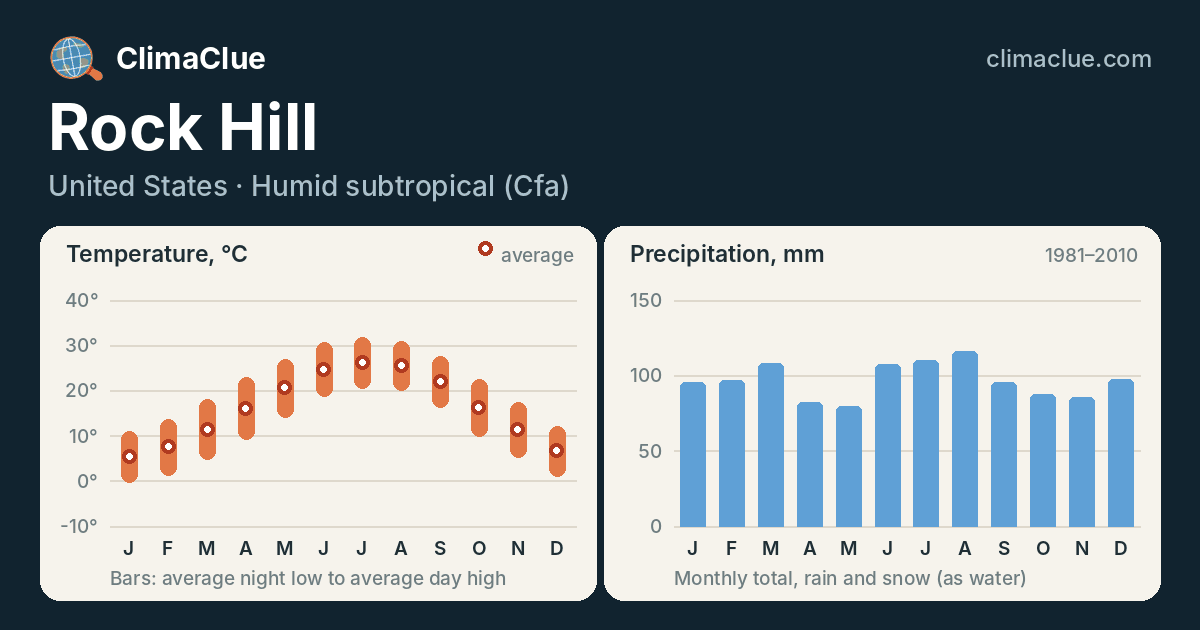 ClimaClue
climaclue.com
Rock Hill
United States · Humid subtropical (Cfa)
Temperature, °C
average
40°
30°
20°
10°
0°
-10°
J F M A M J J A S O N D
Bars: average night low to average day high
Precipitation, mm
1981–2010
150
100
50
0
J F M A M J J A S O N D
Monthly total, rain and snow (as water)